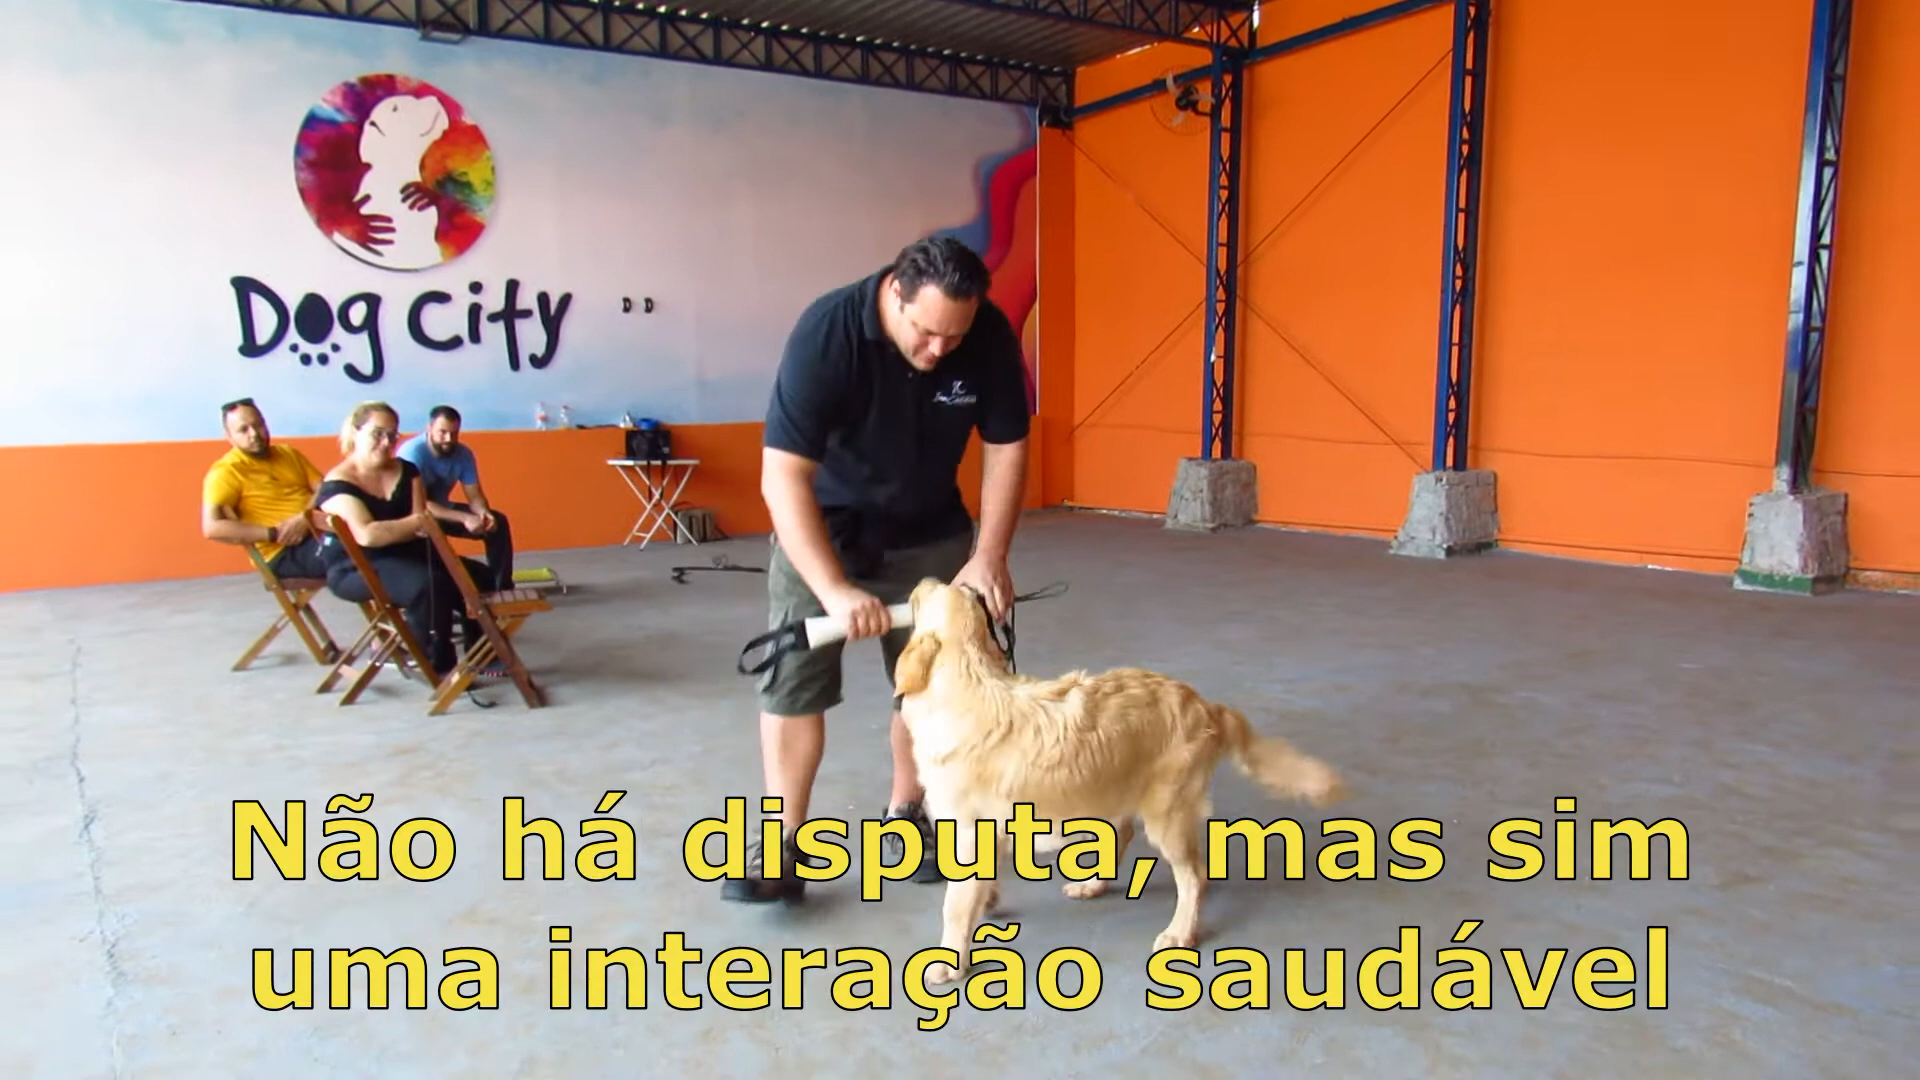 Dog City
Não há disputa, mas sim
uma interação saudável